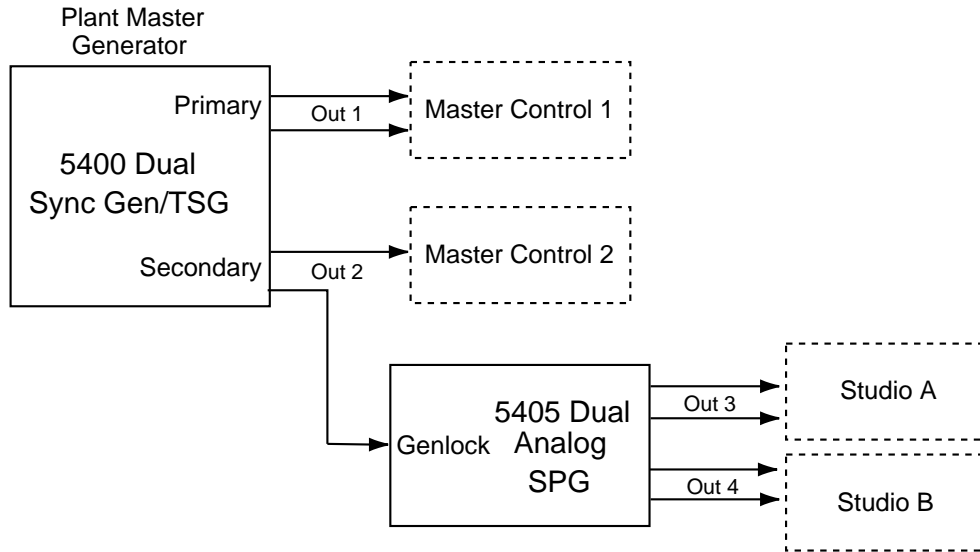 Plant Master
Generator
Primary
Out 1
Master Control 1
5400 Dual
Sync Gen/TSG
Secondary
Out 2
Master Control 2
Genlock
5405 Dual
Analog
SPG
Out 3
Studio A
Out 4
Studio B